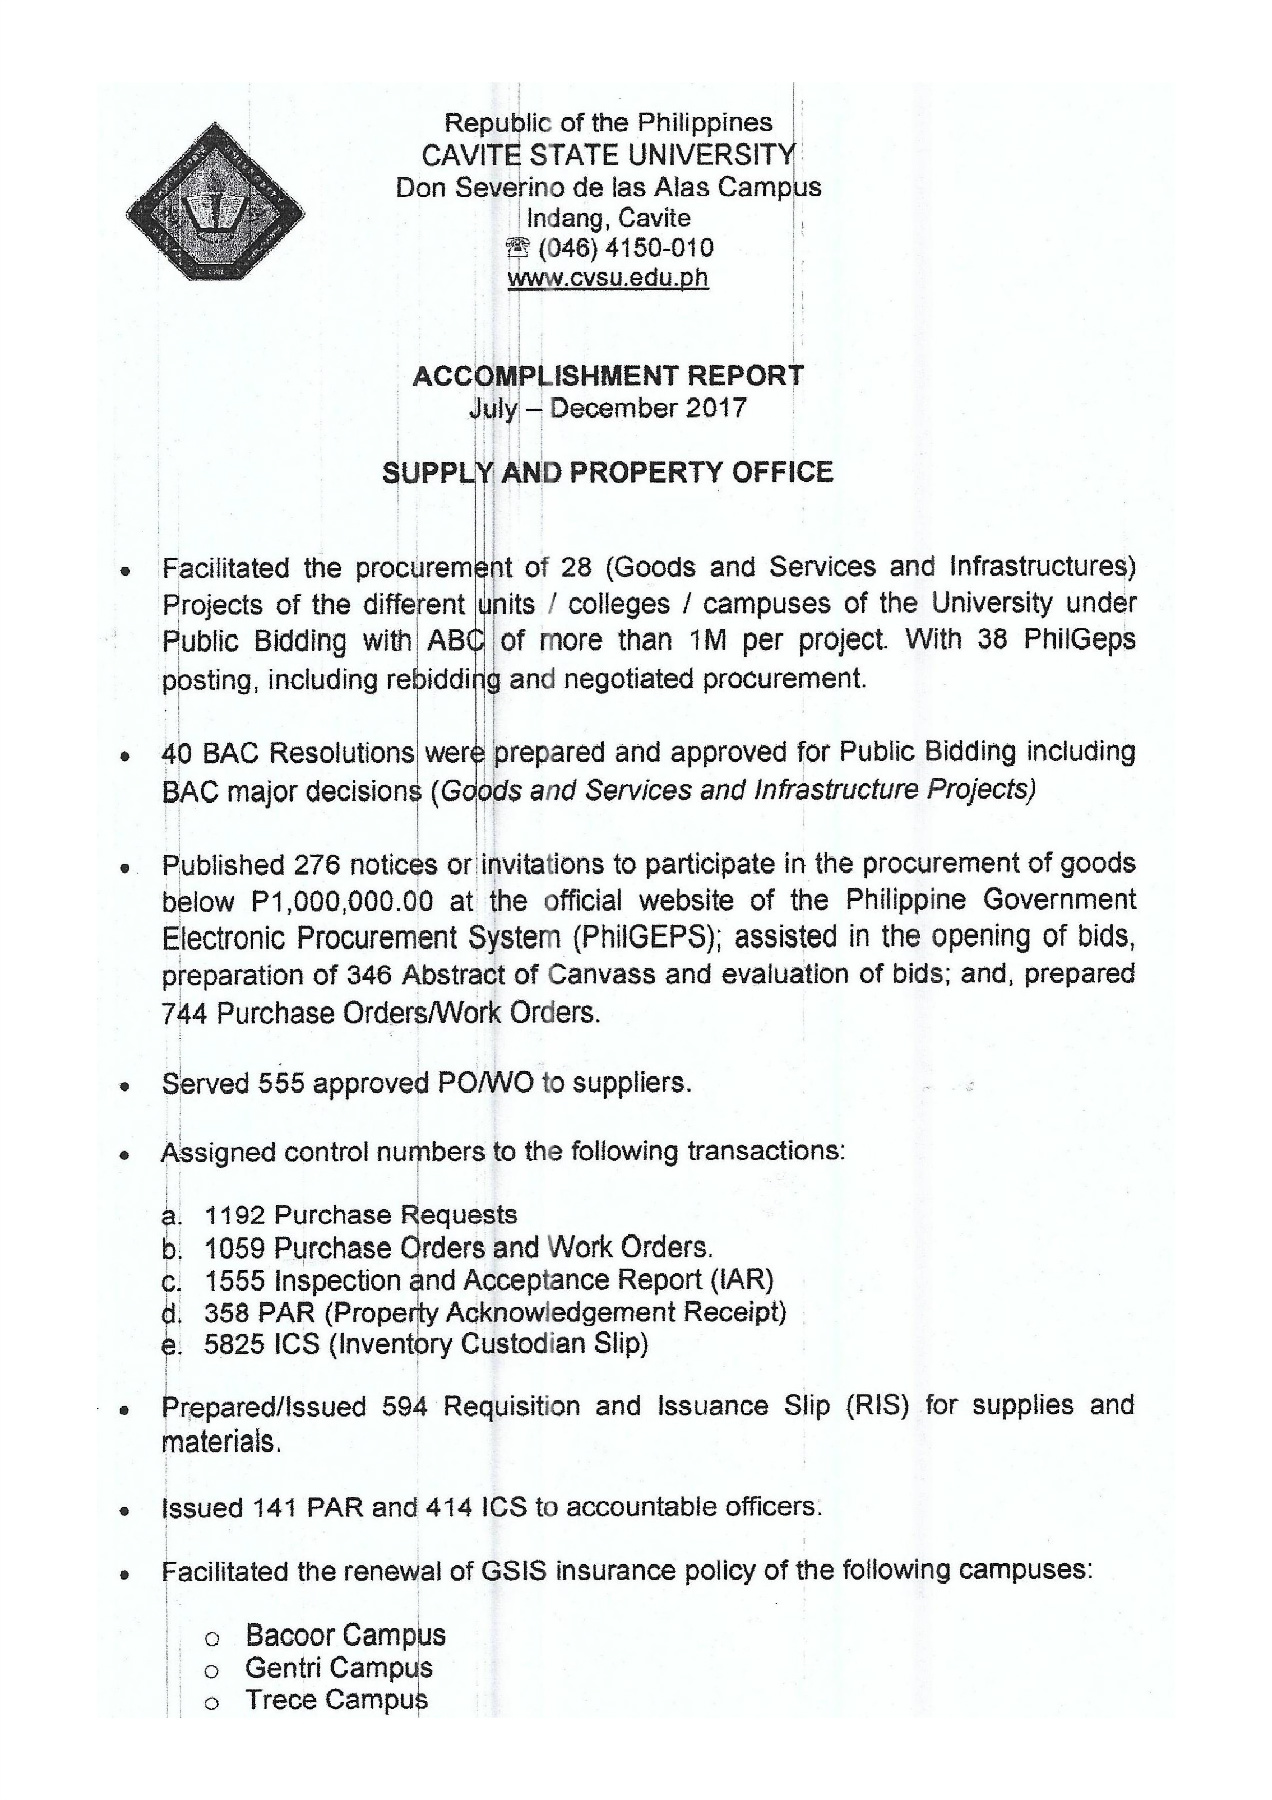 Republic of the Philippines
CAVITE STATE UNIVERSITY
Don Severino de las Alas Campus
Indang, Cavite
☎ (046) 4150-010
www.cvsu.edu.ph
ACCOMPLISHMENT REPORT
July – December 2017
SUPPLY AND PROPERTY OFFICE
• Facilitated the procurement of 28 (Goods and Services and Infrastructures)
Projects of the different units / colleges / campuses of the University under
Public Bidding with ABC of more than 1M per project. With 38 PhilGeps
posting, including rebidding and negotiated procurement.
• 40 BAC Resolutions were prepared and approved for Public Bidding including
BAC major decisions (Goods and Services and Infrastructure Projects)
• Published 276 notices or invitations to participate in the procurement of goods
below P1,000,000.00 at the official website of the Philippine Government
Electronic Procurement System (PhilGEPS); assisted in the opening of bids,
preparation of 346 Abstract of Canvass and evaluation of bids; and, prepared
744 Purchase Orders/Work Orders.
• Served 555 approved PO/WO to suppliers.
• Assigned control numbers to the following transactions:
a. 1192 Purchase Requests
b. 1059 Purchase Orders and Work Orders.
c. 1555 Inspection and Acceptance Report (IAR)
d. 358 PAR (Property Acknowledgement Receipt)
e. 5825 ICS (Inventory Custodian Slip)
• Prepared/Issued 594 Requisition and Issuance Slip (RIS) for supplies and
materials.
• Issued 141 PAR and 414 ICS to accountable officers.
• Facilitated the renewal of GSIS insurance policy of the following campuses:
o Bacoor Campus
o Gentri Campus
o Trece Campus